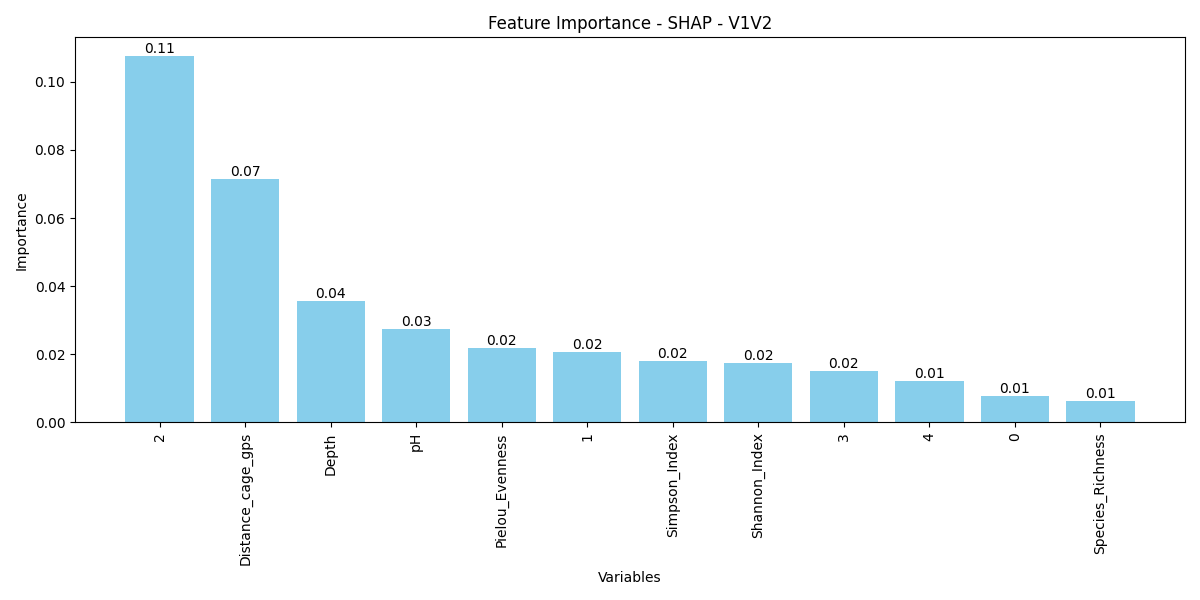 Feature Importance - SHAP - V1V2
Importance
0.10
0.08
0.06
0.04
0.02
0.00
0.11
0.07
0.04
0.03
0.02
0.02
0.02
0.02
0.02
0.01
0.01
0.01
2
Distance_cage_gps
Depth
pH
Pielou_Evenness
1
Simpson_Index
Shannon_Index
3
4
0
Species_Richness
Variables